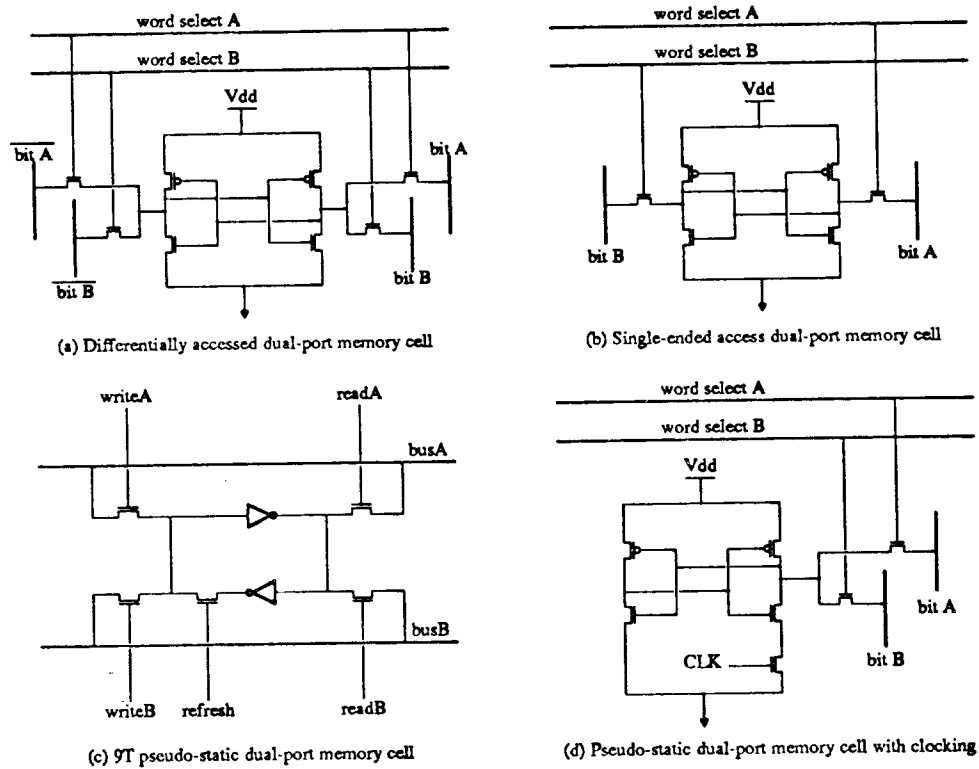 word select A
word select B
Vdd
bit A
bit A
bit B
bit B
(a) Differentially accessed dual-port memory cell
word select A
word select B
Vdd
bit B
bit A
(b) Single-ended access dual-port memory cell
writeA
readA
busA
busB
writeB
refresh
readB
(c) 9T pseudo-static dual-port memory cell
word select A
word select B
Vdd
CLK
bit A
bit B
(d) Pseudo-static dual-port memory cell with clocking